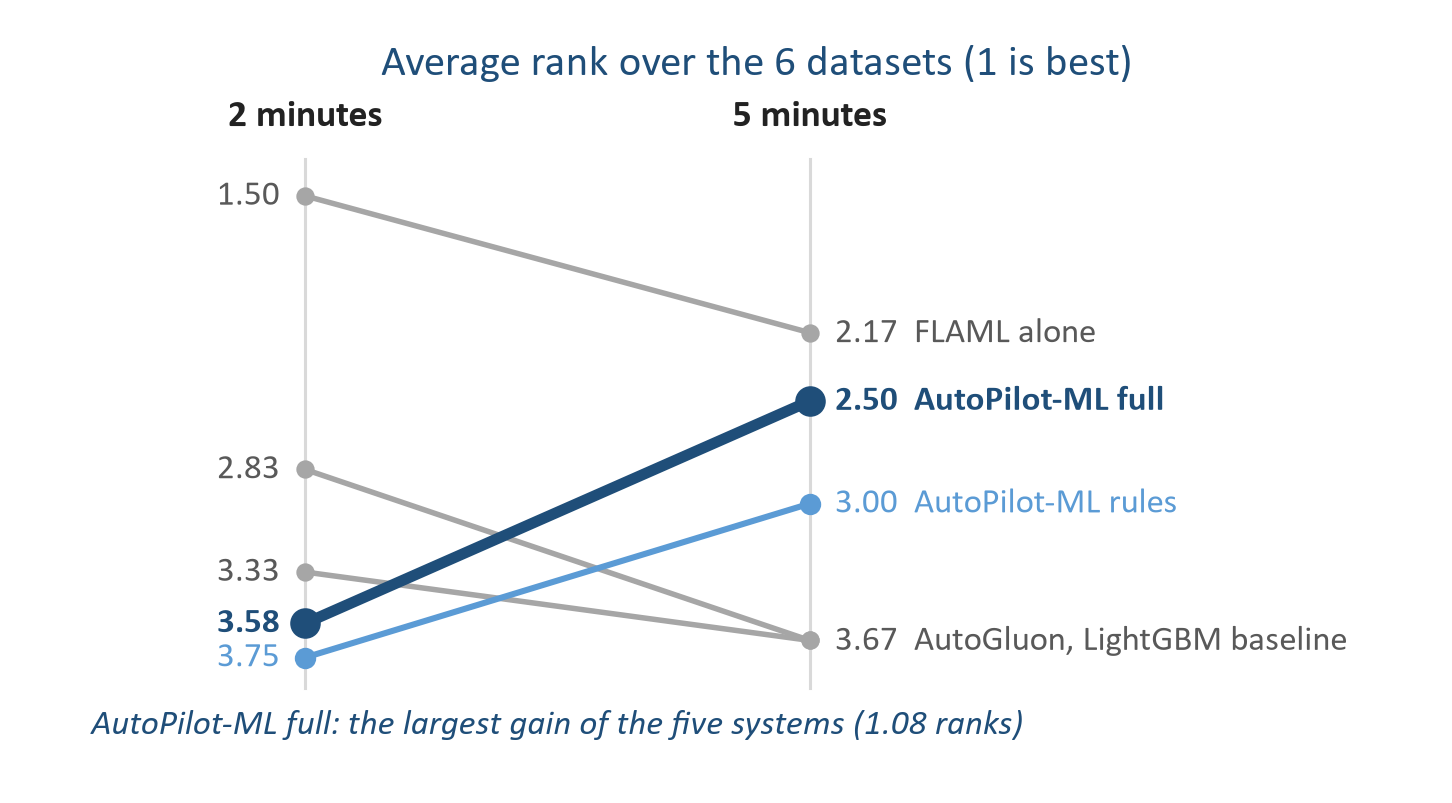 Average rank over the 6 datasets (1 is best)
2 minutes 5 minutes
1.50
2.17 FLAML alone
2.50 AutoPilot-ML full
2.83
3.00 AutoPilot-ML rules
3.33
3.58
3.67 AutoGluon, LightGBM baseline
3.75
AutoPilot-ML full: the largest gain of the five systems (1.08 ranks)